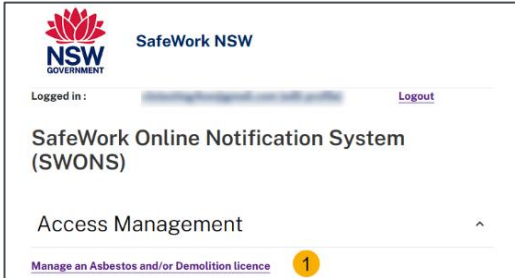 NSW
GOVERNMENT
SafeWork NSW
Logged in :
Logout
SafeWork Online Notification System
(SWONS)
Access Management
Manage an Asbestos and/or Demolition licence
1